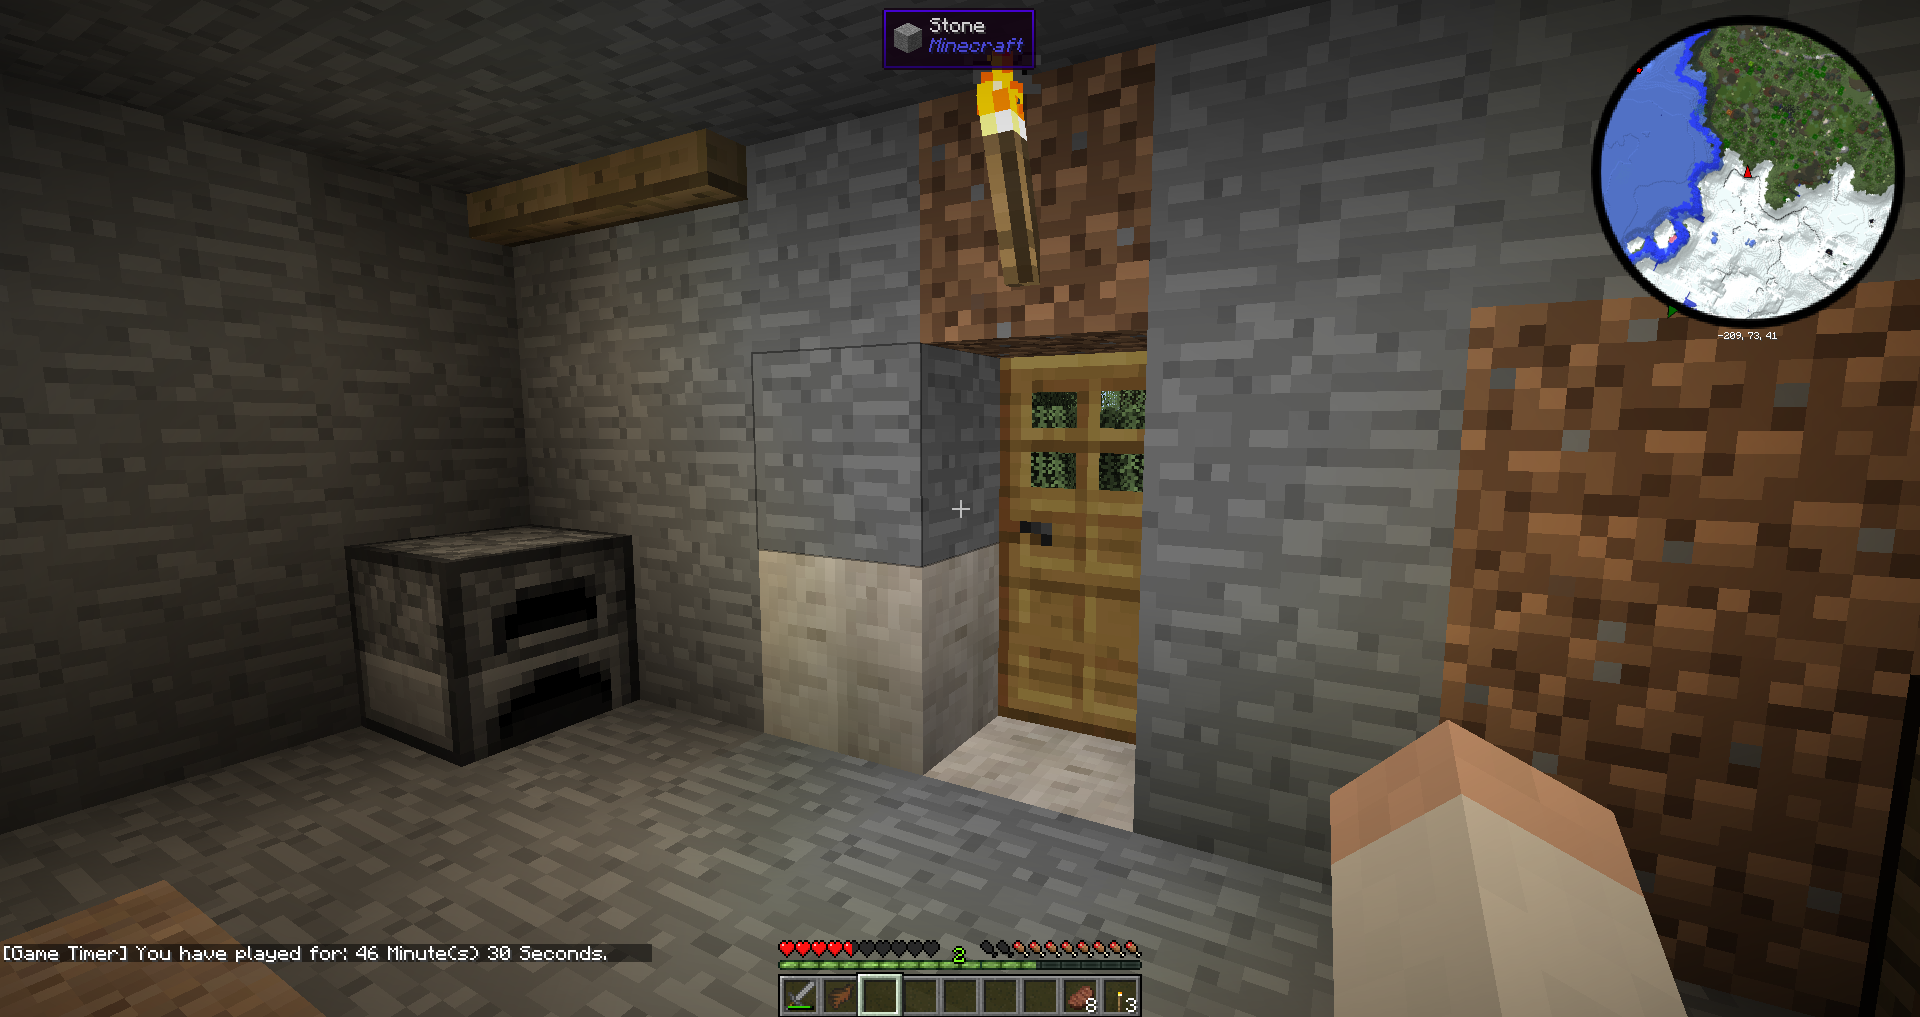 Stone
Minecraft
-209, 73, 41
[Game Timer] You have played for: 46 Minute(s) 30 Seconds.
2
8
3